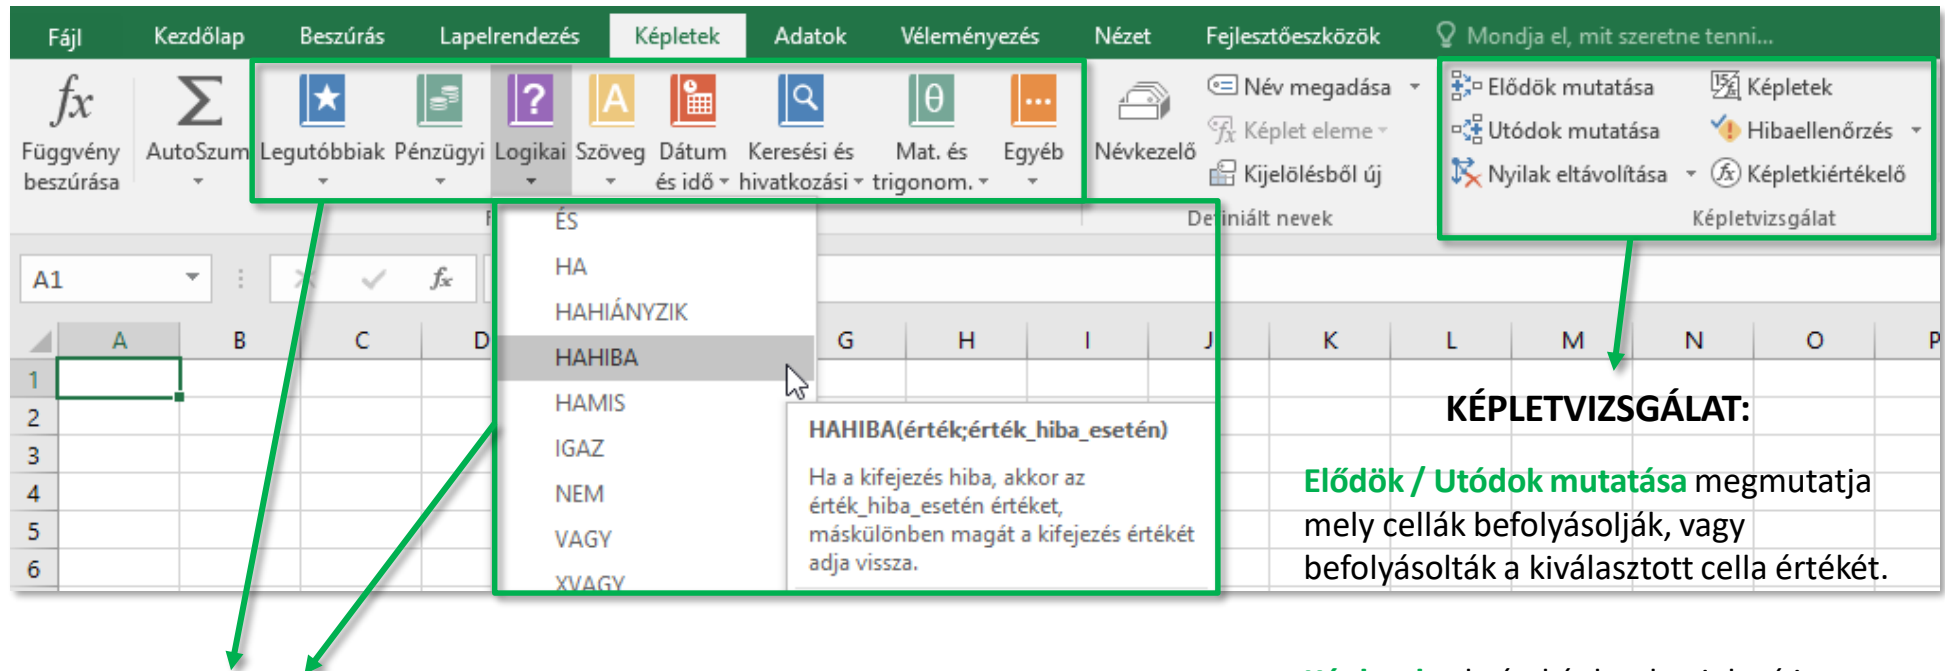 Fájl Kezdőlap Beszúrás Lapelrendezés Képletek Adatok Véleményezés Nézet Fejlesztőeszközök Mondja el, mit szeretne tenni...
fx
Függvény
beszúrása
Σ
AutoSzum
Legutóbbiak
Pénzügyi
?
Logikai
A
Szöveg
Dátum
és idő
Keresési és
hivatkozási
θ
Mat. és
trigonom.
Egyéb
Névkezelő
Név megadása
Képlet eleme
Kijelölésből új
Definiált nevek
Elődök mutatása
Utódok mutatása
Nyilak eltávolítása
Képletek
Hibaellenőrzés
Képletkiértékelő
Képletvizsgálat
A1
fx
ÉS
HA
HAHIÁNYZIK
HAHIBA
HAMIS
IGAZ
NEM
VAGY
XVAGY
A B C D G H I J K L M N O P
1
2
3
4
5
6
HAHIBA(érték;érték_hiba_esetén)
Ha a kifejezés hiba, akkor az
érték_hiba_esetén értéket,
máskülönben magát a kifejezés értékét
adja vissza.
KÉPLETVIZSGÁLAT:
Elődök / Utódok mutatása megmutatja
mely cellák befolyásolják, vagy
befolyásolták a kiválasztott cella értékét.